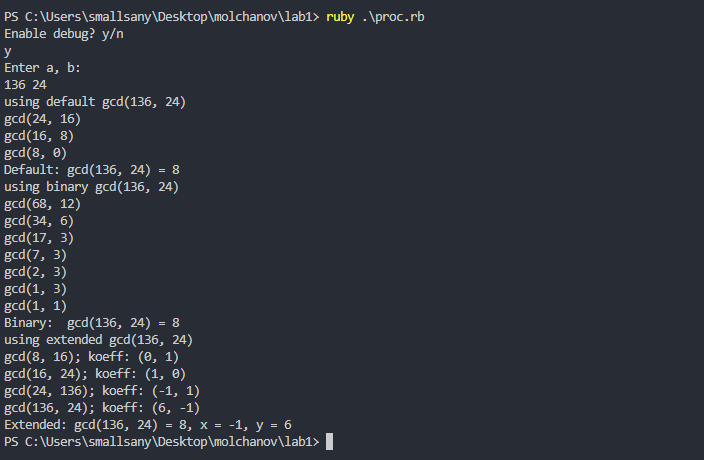 PS C:\Users\smallsany\Desktop\molchanov\lab1> ruby .\proc.rb
Enable debug? y/n
y
Enter a, b:
136 24
using default gcd(136, 24)
gcd(24, 16)
gcd(16, 8)
gcd(8, 0)
Default: gcd(136, 24) = 8
using binary gcd(136, 24)
gcd(68, 12)
gcd(34, 6)
gcd(17, 3)
gcd(7, 3)
gcd(2, 3)
gcd(1, 3)
gcd(1, 1)
Binary:  gcd(136, 24) = 8
using extended gcd(136, 24)
gcd(8, 16); koeff: (0, 1)
gcd(16, 24); koeff: (1, 0)
gcd(24, 136); koeff: (-1, 1)
gcd(136, 24); koeff: (6, -1)
Extended: gcd(136, 24) = 8, x = -1, y = 6
PS C:\Users\smallsany\Desktop\molchanov\lab1>